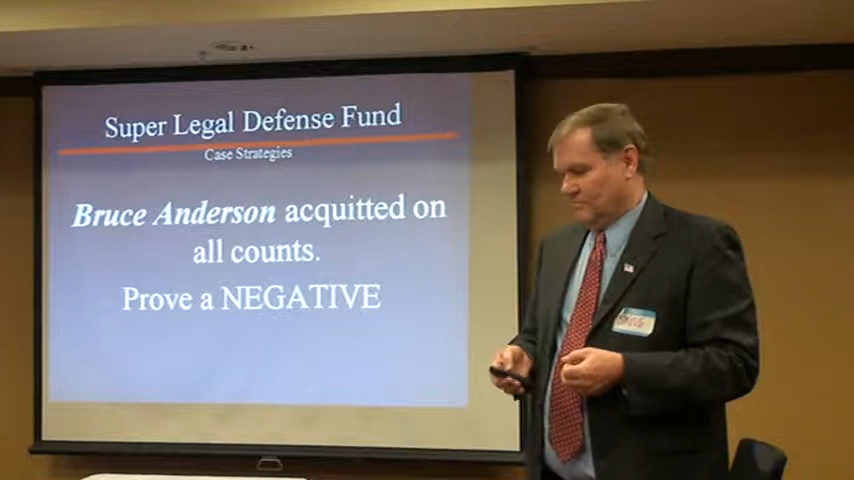 Super Legal Defense Fund
Case Strategies
Bruce Anderson acquitted on
all counts.
Prove a NEGATIVE